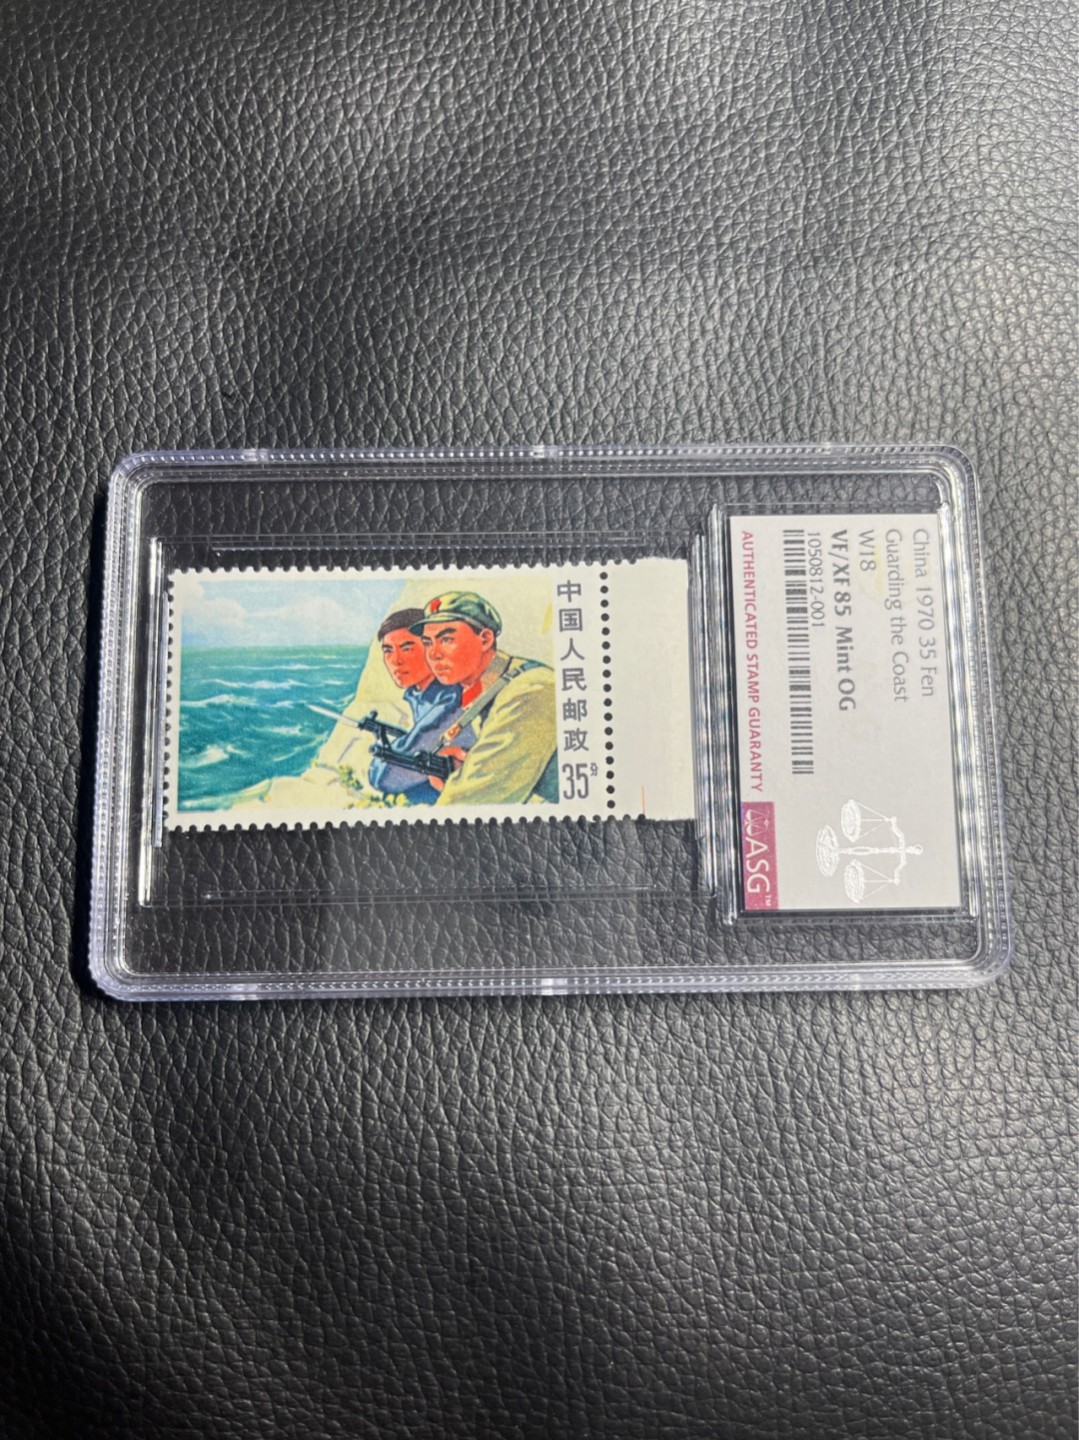 中国人民邮政
35分
China 1970 35 Fen
Guarding the Coast
W18
VF/XF 85 Mint OG
1050812-001
AUTHENTICATED STAMP GUARANTY
ASG™